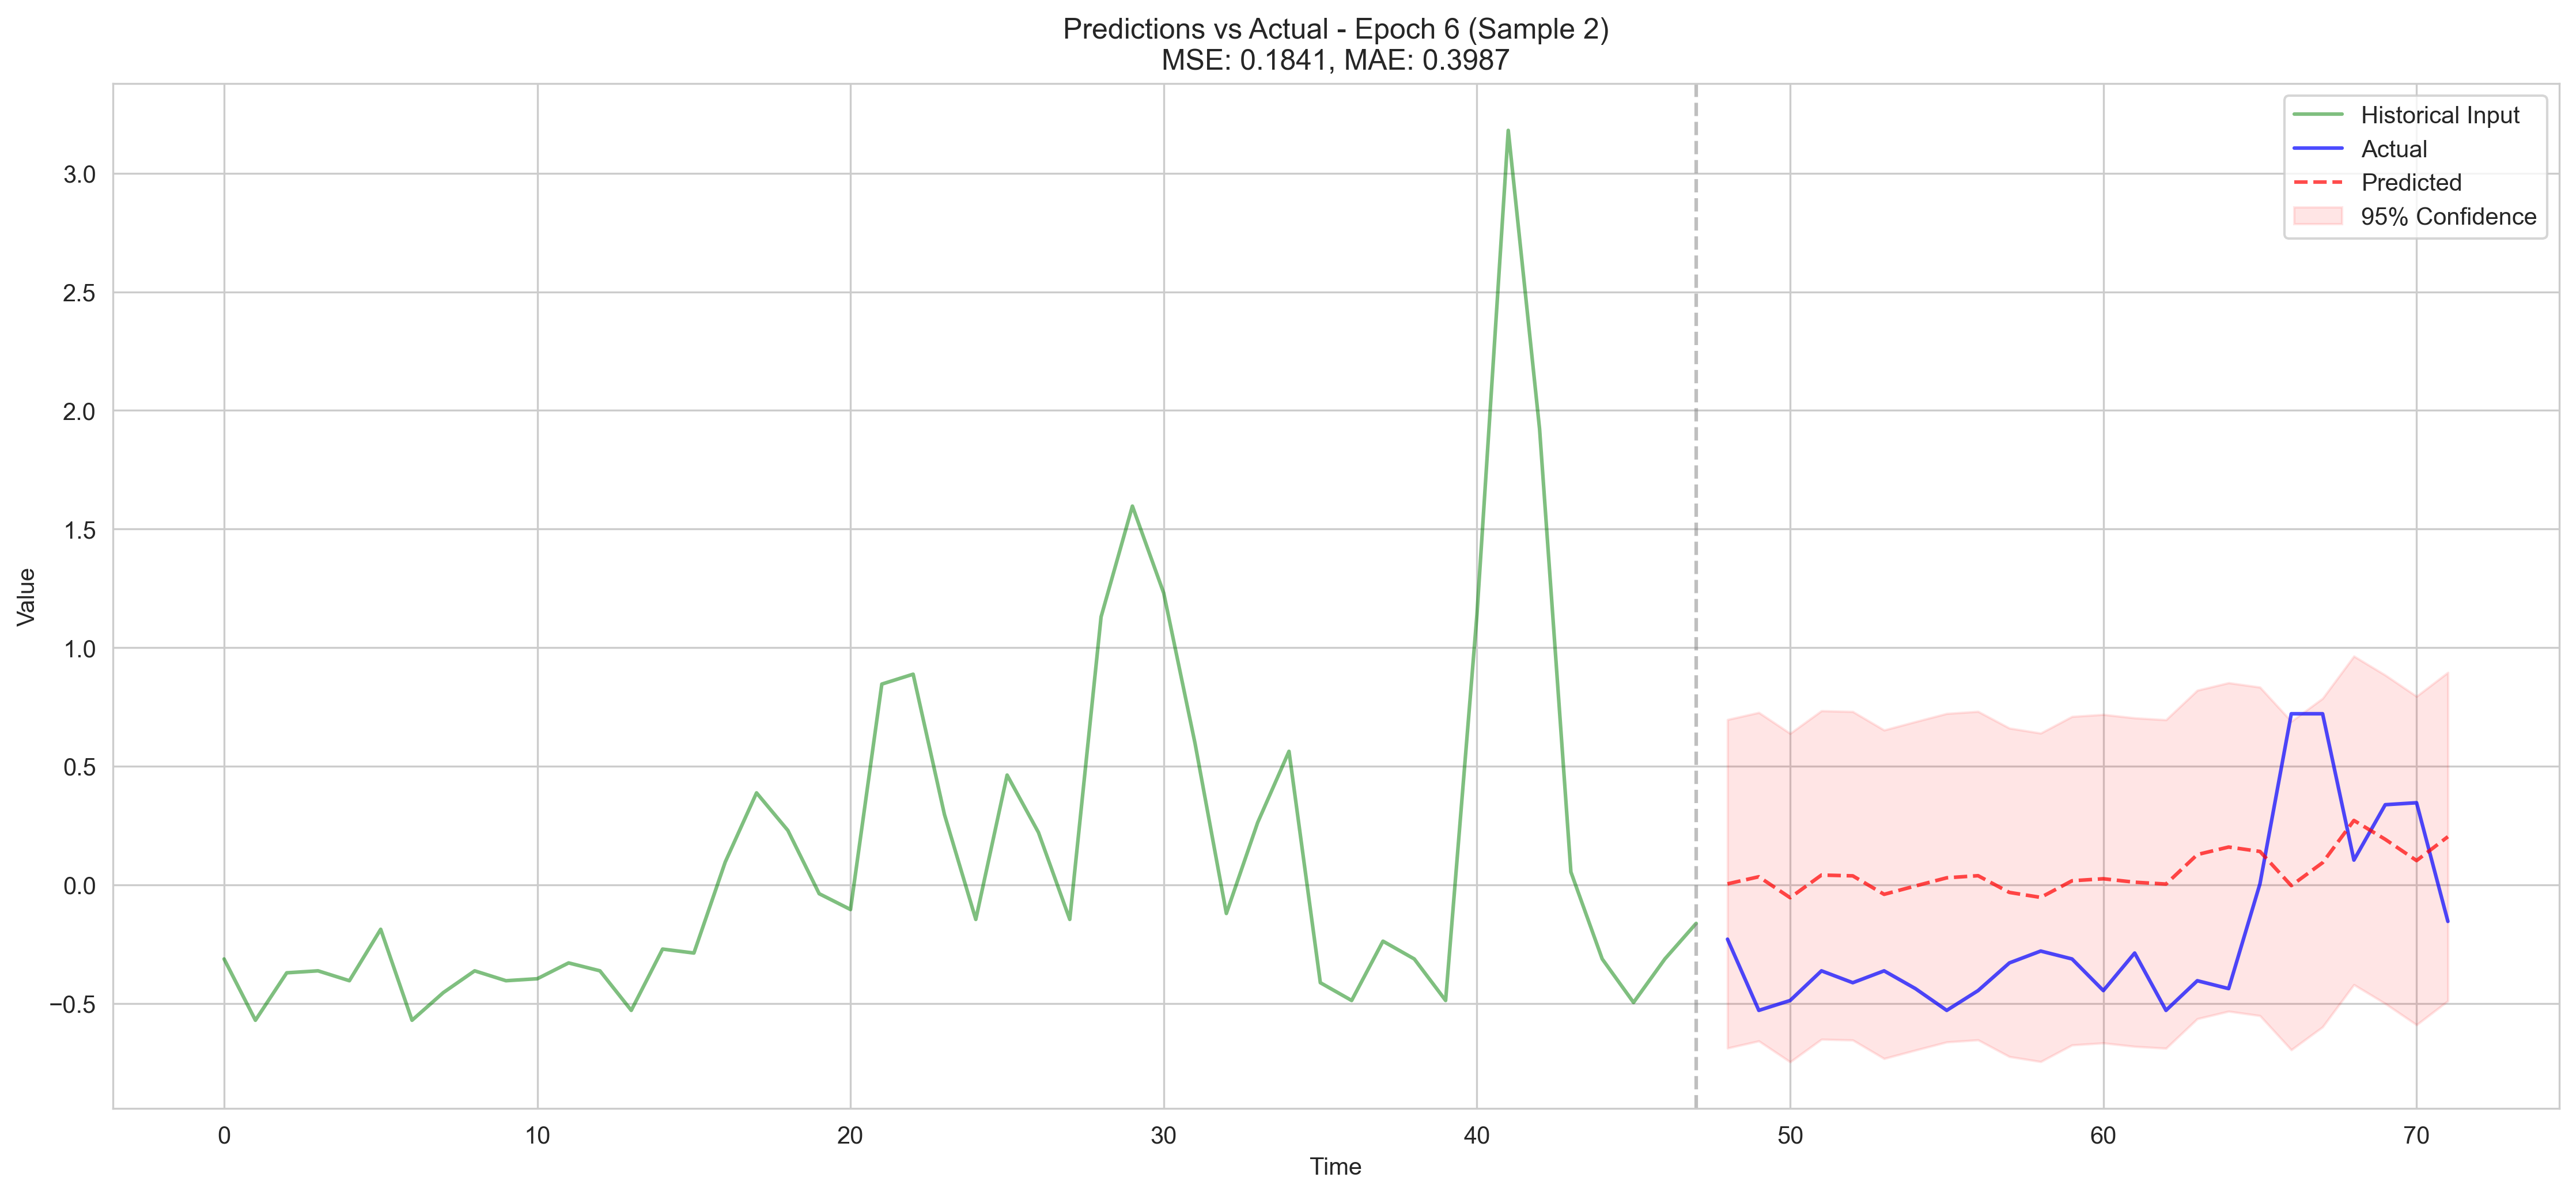 Predictions vs Actual - Epoch 6 (Sample 2)
MSE: 0.1841, MAE: 0.3987
Historical Input
Actual
Predicted
95% Confidence
Value
3.0
2.5
2.0
1.5
1.0
0.5
0.0
−0.5
0 10 20 30 40 50 60 70
Time